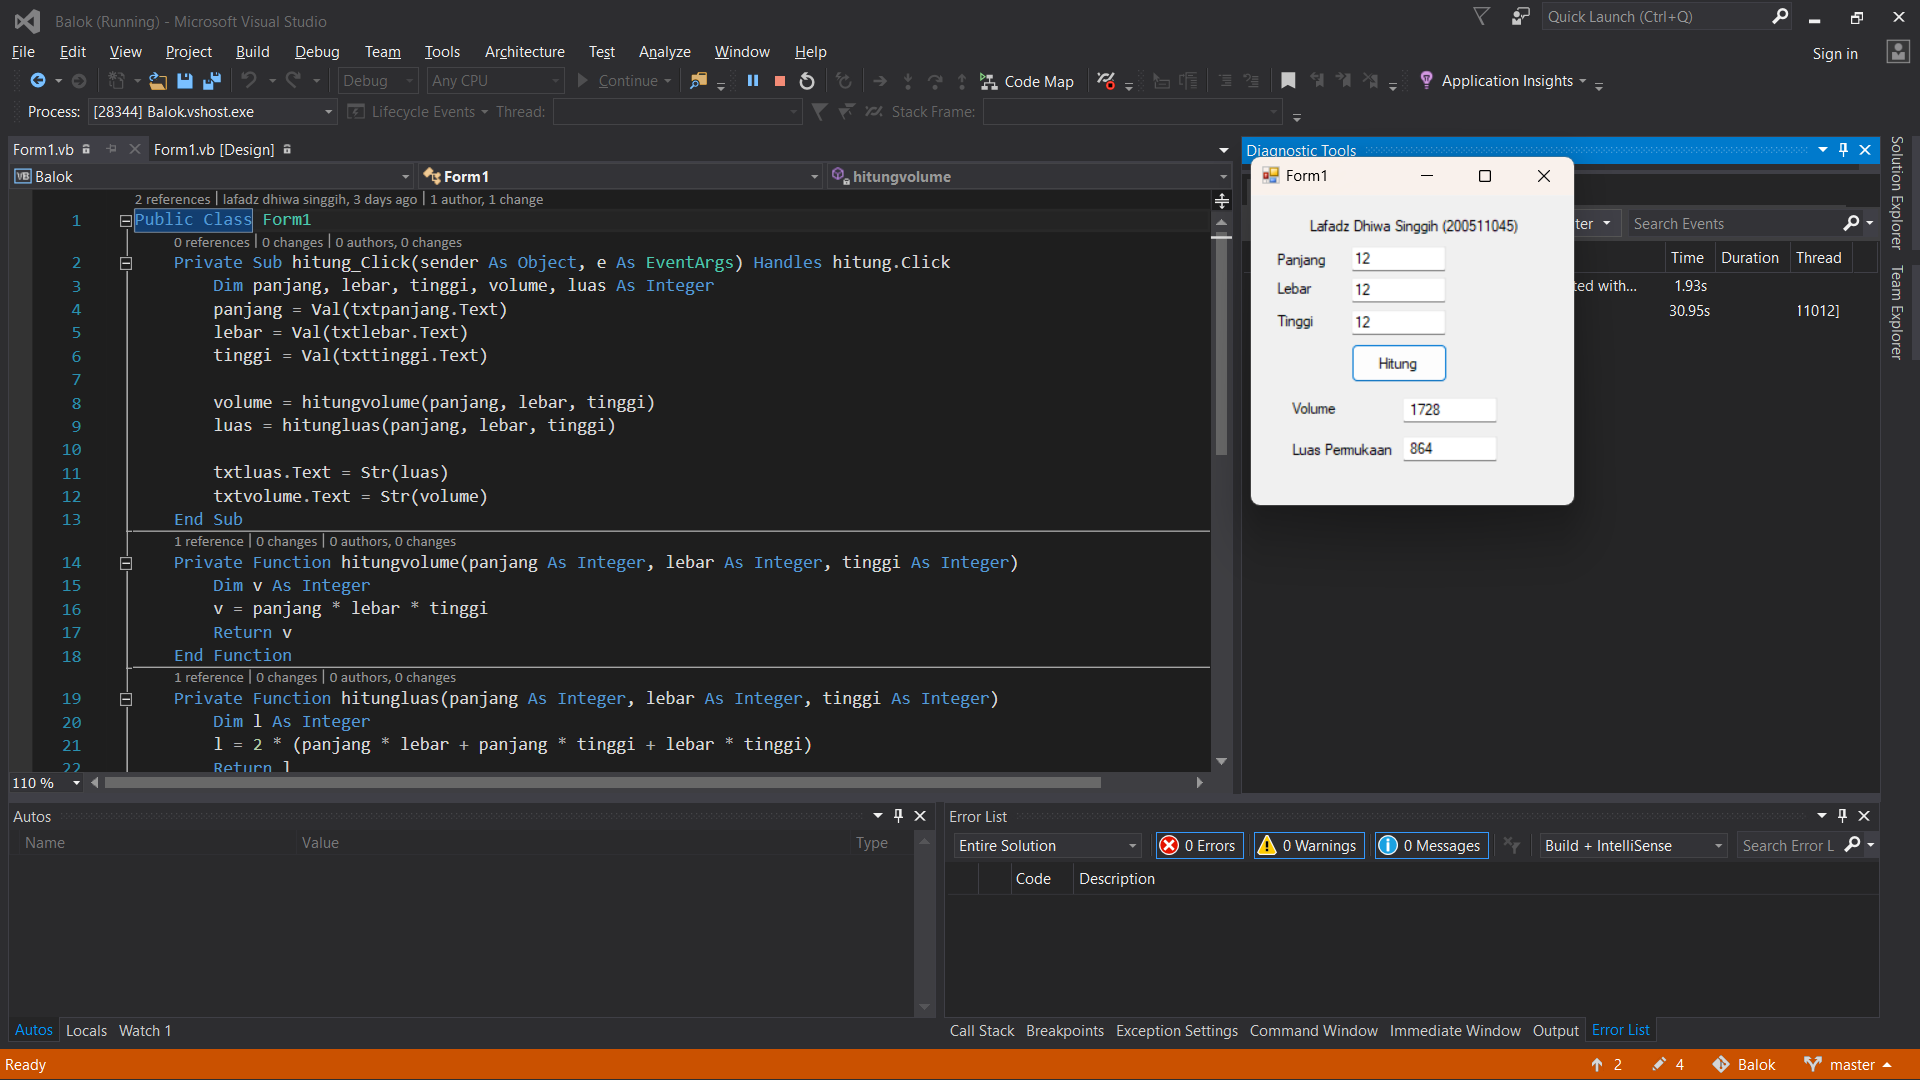 Balok (Running) - Microsoft Visual Studio
Quick Launch (Ctrl+Q)
File Edit View Project Build Debug Team Tools Architecture Test Analyze Window Help
Sign in
Debug Any CPU Continue Code Map Application Insights
Process: [28344] Balok.vshost.exe Lifecycle Events Thread: Stack Frame:
Form1.vb Form1.vb [Design]
VB Balok Form1 hitungvolume
2 references | lafadz dhiwa singgih, 3 days ago | 1 author, 1 change
1 Public Class Form1
0 references | 0 changes | 0 authors, 0 changes
2 Private Sub hitung_Click(sender As Object, e As EventArgs) Handles hitung.Click
3 Dim panjang, lebar, tinggi, volume, luas As Integer
4 panjang = Val(txtpanjang.Text)
5 lebar = Val(txtlebar.Text)
6 tinggi = Val(txttinggi.Text)
7
8 volume = hitungvolume(panjang, lebar, tinggi)
9 luas = hitungluas(panjang, lebar, tinggi)
10
11 txtluas.Text = Str(luas)
12 txtvolume.Text = Str(volume)
13 End Sub
1 reference | 0 changes | 0 authors, 0 changes
14 Private Function hitungvolume(panjang As Integer, lebar As Integer, tinggi As Integer)
15 Dim v As Integer
16 v = panjang * lebar * tinggi
17 Return v
18 End Function
1 reference | 0 changes | 0 authors, 0 changes
19 Private Function hitungluas(panjang As Integer, lebar As Integer, tinggi As Integer)
20 Dim l As Integer
21 l = 2 * (panjang * lebar + panjang * tinggi + lebar * tinggi)
22 Return l
110 %
Diagnostic Tools
Form1
Lafadz Dhiwa Singgih (200511045)
Panjang 12
Lebar 12
Tinggi 12
Hitung
Volume 1728
Luas Permukaan 864
ter Search Events
Time Duration Thread
ted with... 1.93s
30.95s 11012]
Solution Explorer
Team Explorer
Autos
Name Value Type
Autos Locals Watch 1
Error List
Entire Solution 0 Errors 0 Warnings 0 Messages Build + IntelliSense Search Error L
Code Description
Call Stack Breakpoints Exception Settings Command Window Immediate Window Output Error List
Ready 2 4 Balok master